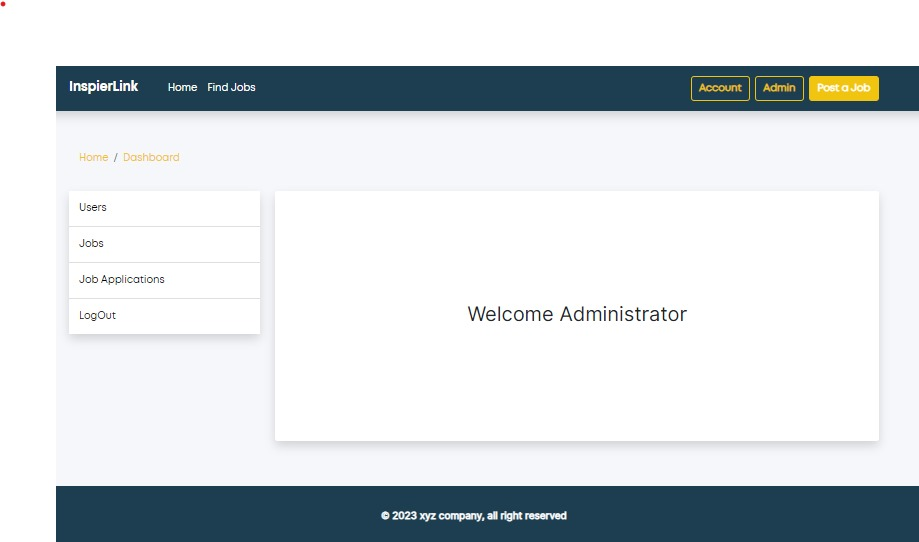 InspierLink Home Find Jobs Account Admin Post a Job
Home / Dashboard
Users
Jobs
Job Applications
LogOut
Welcome Administrator
© 2023 xyz company, all right reserved